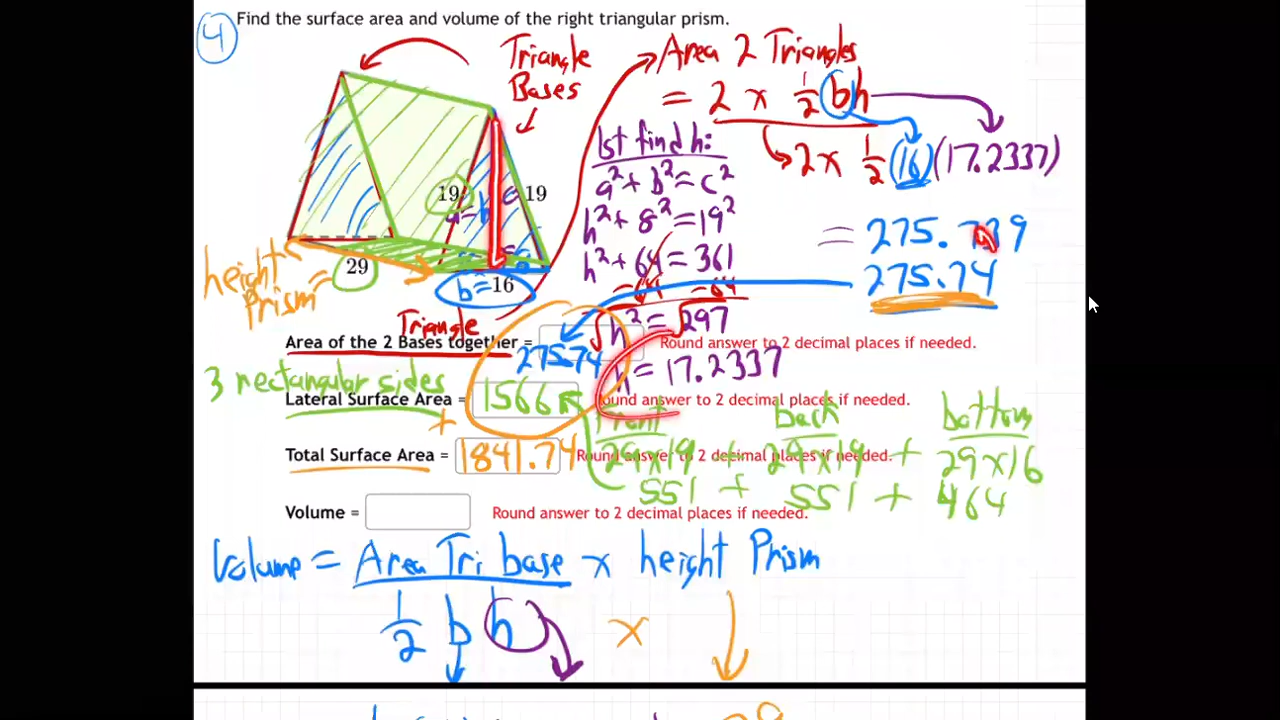 4 Find the surface area and volume of the right triangular prism.
Triangle
Bases
Area 2 Triangles
= 2 x 1/2 bh
2 x 1/2 (16)(17.2337)
= 275.739
275.74
1st find h:
a² + b² = c²
h² + 8² = 19²
h² + 64 = 361
-64 -64
h² = 297
h = 17.2337
19
19
a=h
29
b=16
height
Prism =
Triangle
Area of the 2 Bases together = 275.74 Round answer to 2 decimal places if needed.
3 rectangular sides
Lateral Surface Area = 1566 Round answer to 2 decimal places if needed.
+
front back bottom
Total Surface Area = 1841.74 Round answer to 2 decimal places if needed.
29x19 + 29x19 + 29x16
551 + 551 + 464
Volume = Round answer to 2 decimal places if needed.
Volume = Area Tri base x height Prism
1/2 b h x